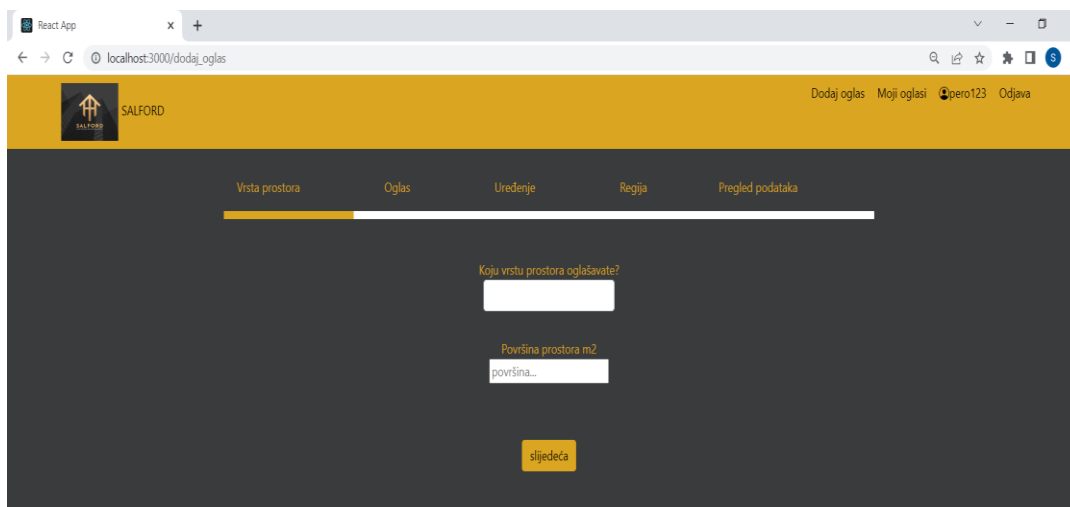 React App
localhost:3000/dodaj_oglas
S
SALFORD
SALFORD
Dodaj oglas Moji oglasi pero123 Odjava
Vrsta prostora Oglas Uređenje Regija Pregled podataka
Koju vrstu prostora oglašavate?
Površina prostora m2
površina...
slijedeća